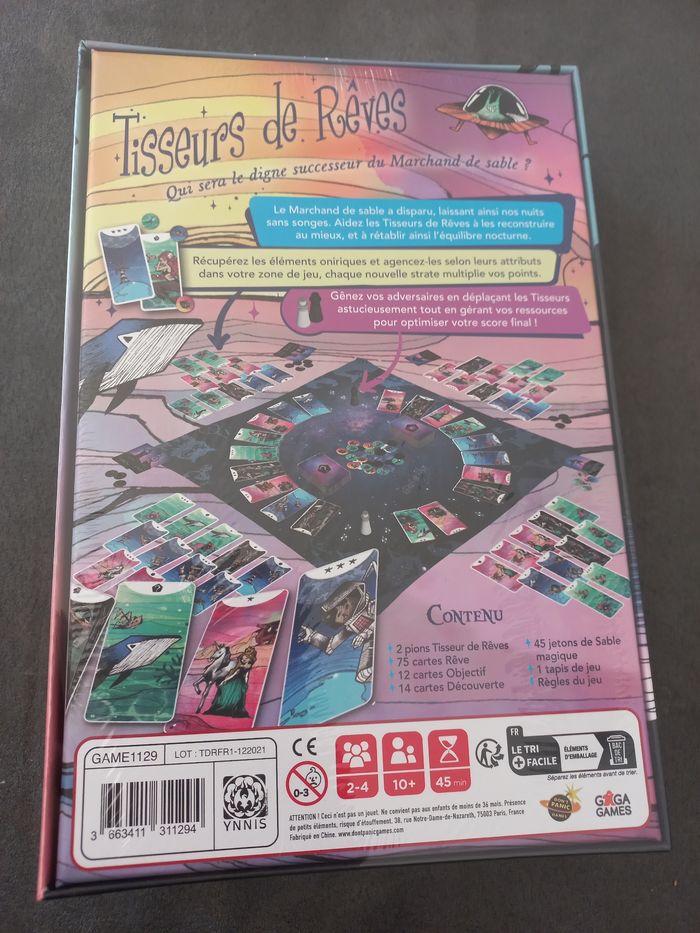 Tisseurs de Rêves
Qui sera le digne successeur du Marchand de sable ?
Le Marchand de sable a disparu, laissant ainsi nos nuits
sans songes. Aidez les Tisseurs de Rêves à les reconstruire
au mieux, et à rétablir ainsi l'équilibre nocturne.
Récupérez les éléments oniriques et agencez-les selon leurs attributs
dans votre zone de jeu, chaque nouvelle strate multiplie vos points.
Gênez vos adversaires en déplaçant les Tisseurs
astucieusement tout en gérant vos ressources
pour optimiser votre score final !
Contenu
2 pions Tisseur de Rêves
75 cartes Rêve
12 cartes Objectif
14 cartes Découverte
45 jetons de Sable
magique
1 tapis de jeu
Règles du jeu
GAME1129
LOT : TDRFR1-122021
3 663411 311294
YNNIS
CE
0-3
2-4
10+
45 min
FR
LE TRI
+ FACILE
ÉLÉMENTS
D'EMBALLAGE
BAC
DE TRI
Séparez les éléments avant de trier.
ATTENTION ! Ceci n'est pas un jouet. Ne convient pas aux enfants de moins de 36 mois. Présence
de petits éléments, risque d'étouffement. 38, rue Notre-Dame-de-Nazareth, 75003 Paris, France
Fabriqué en Chine. www.dontpanicgames.com
DON'T
PANIC
GAMES
GIGA
GAMES